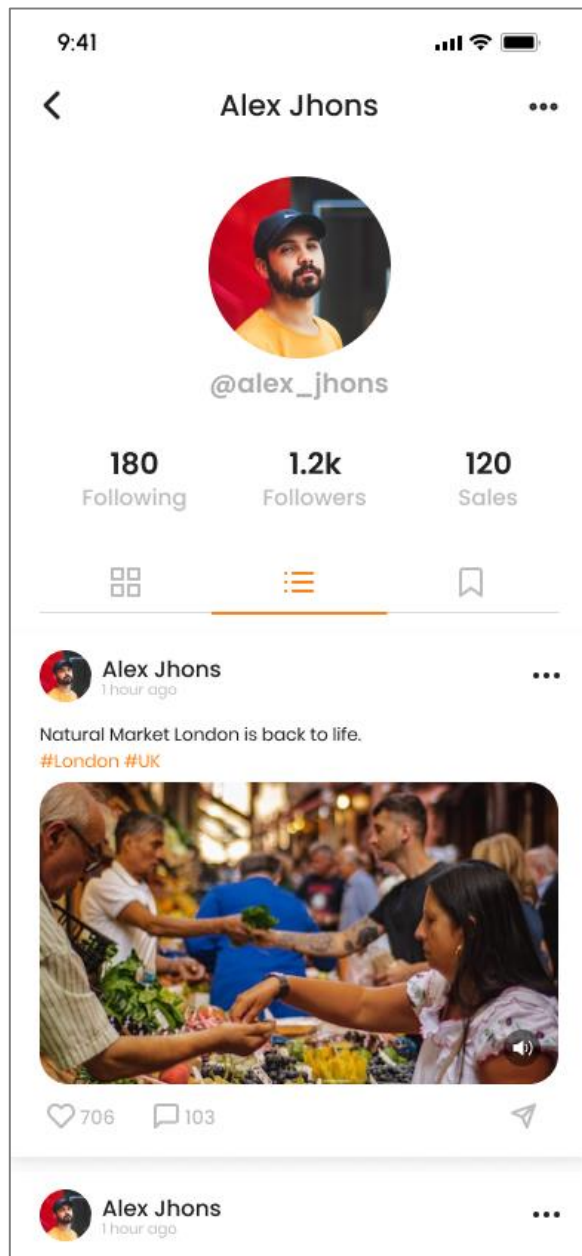 9:41
Alex Jhons
@alex_jhons
180 1.2k 120
Following Followers Sales
Alex Jhons
1 hour ago
Natural Market London is back to life.
#London #UK
706 103
Alex Jhons
1 hour ago